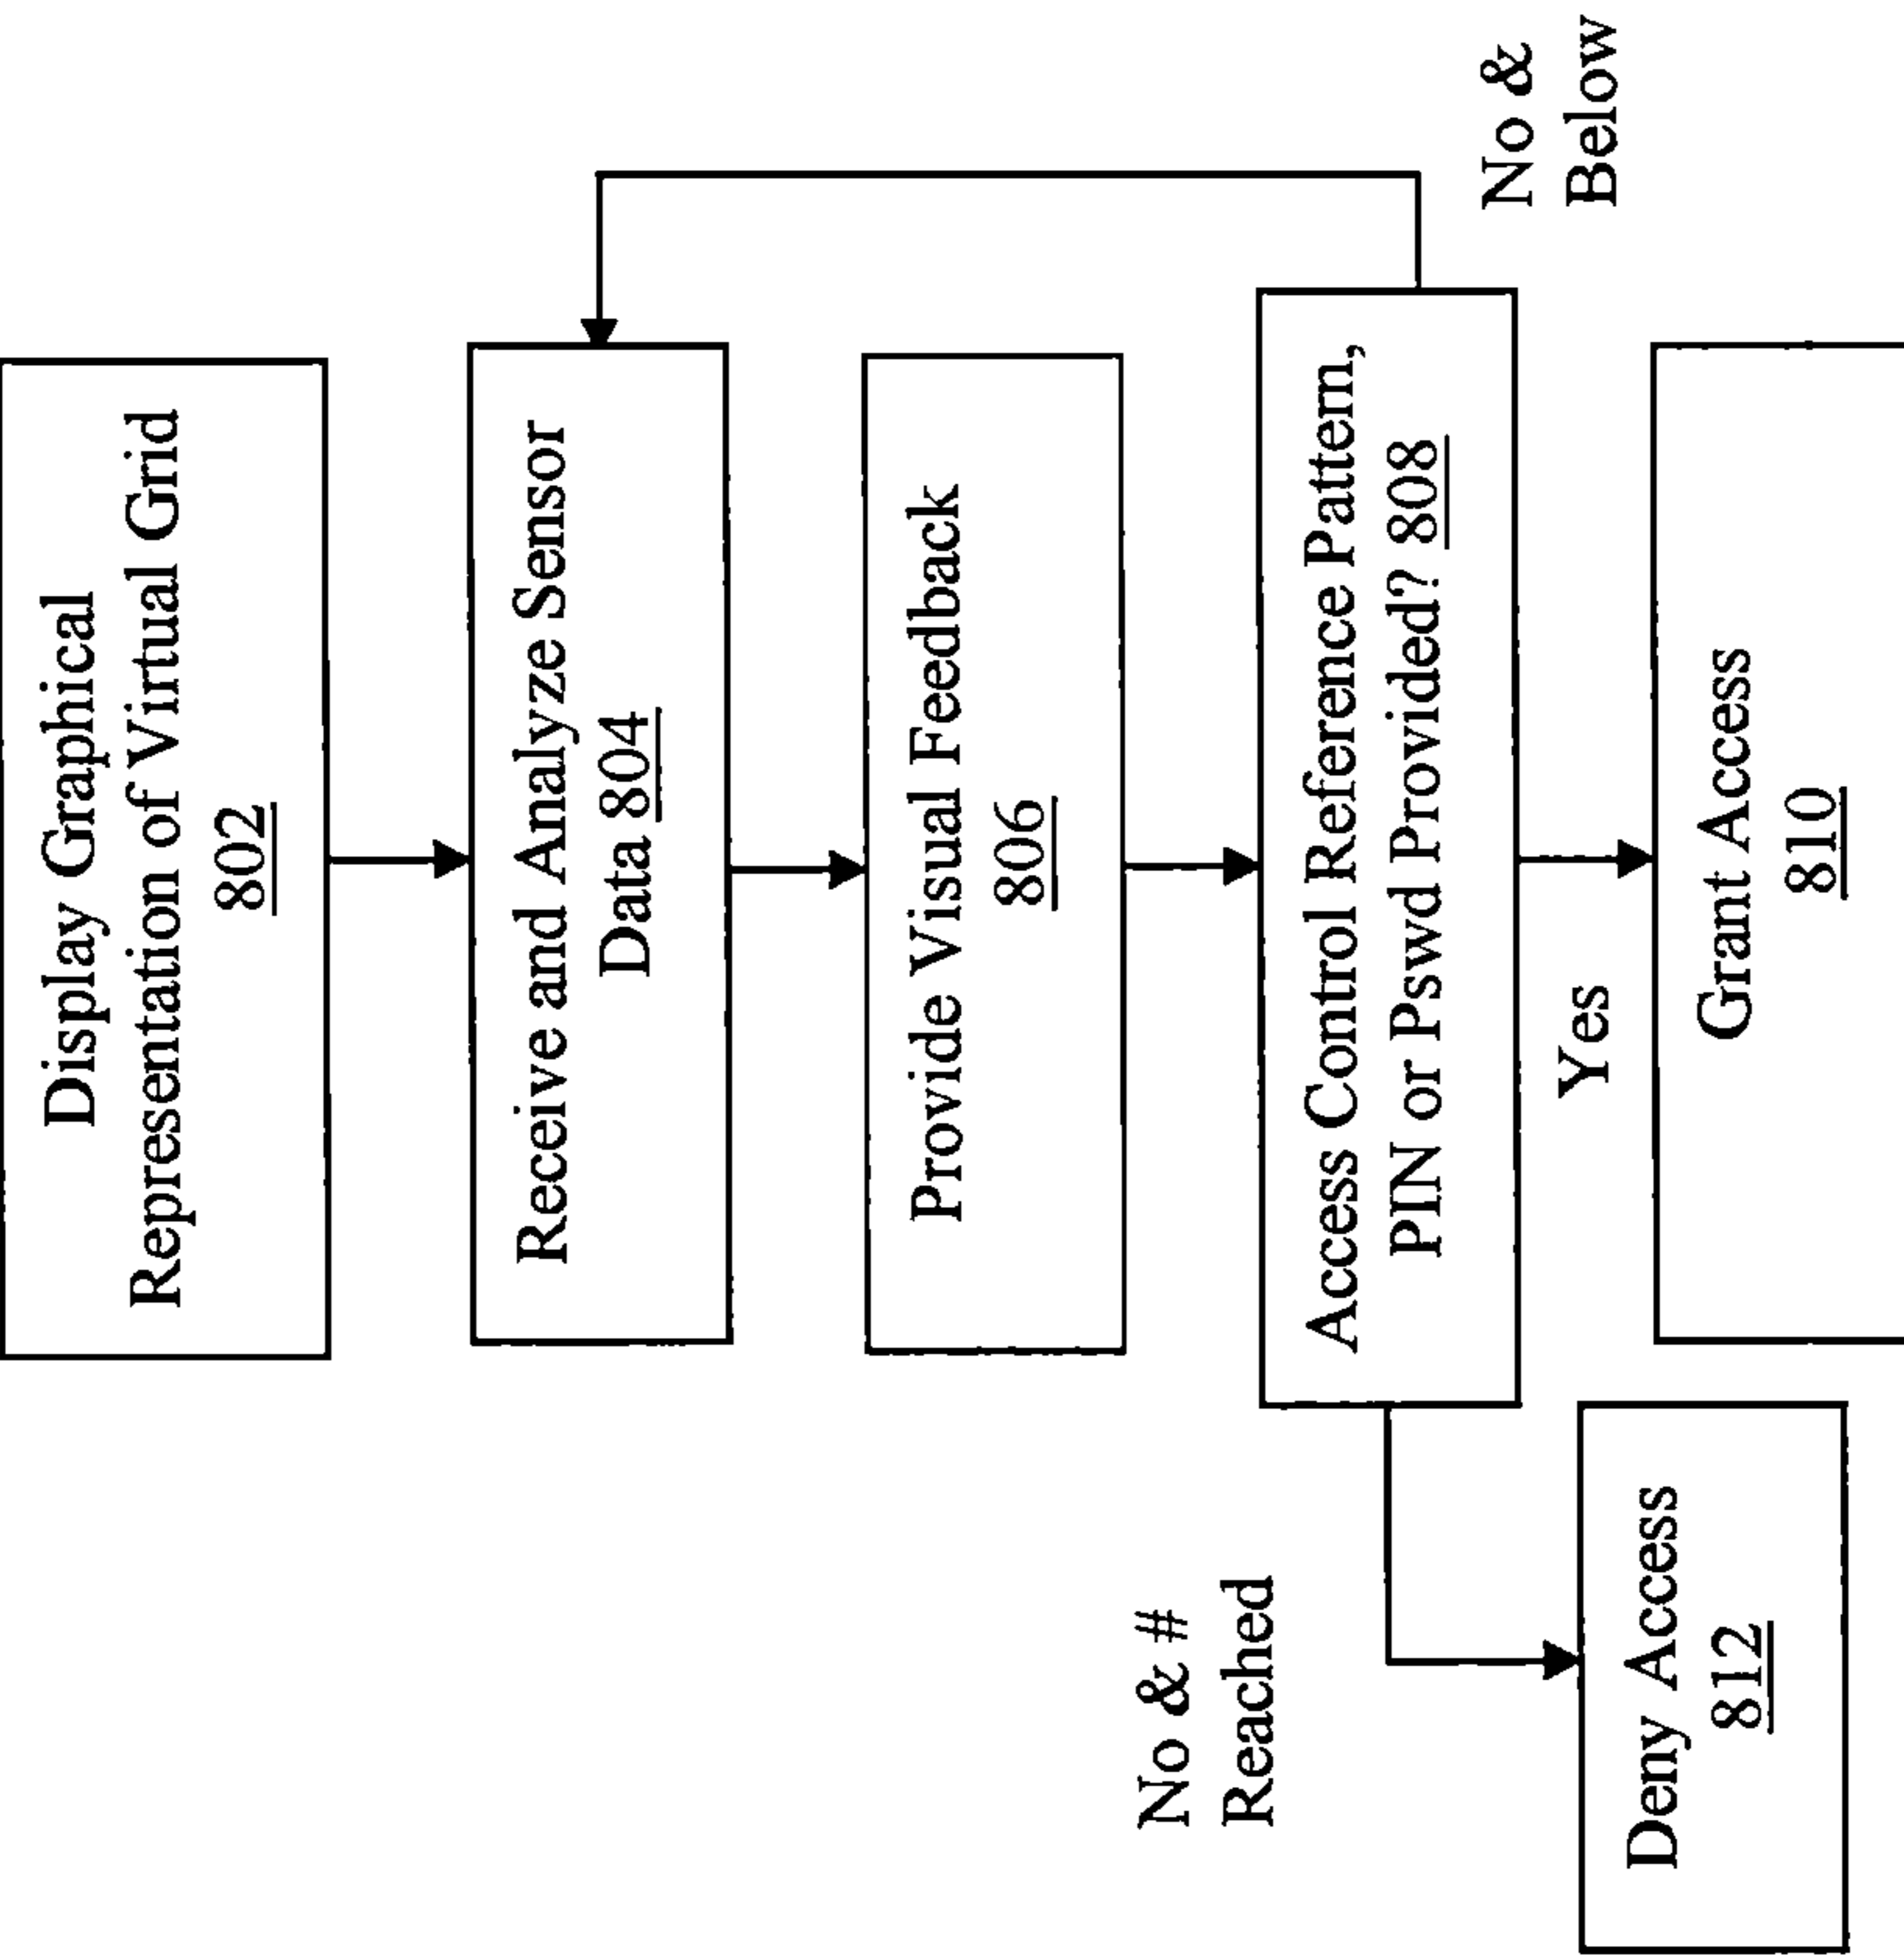 Display Graphical
Representation of Virtual Grid
802
Receive and Analyze Sensor
Data 804
Provide Visual Feedback
806
Access Control Reference Pattern,
PIN or Pswd Provided? 808
No &
Below
No & #
Reached
Yes
Grant Access
810
Deny Access
812